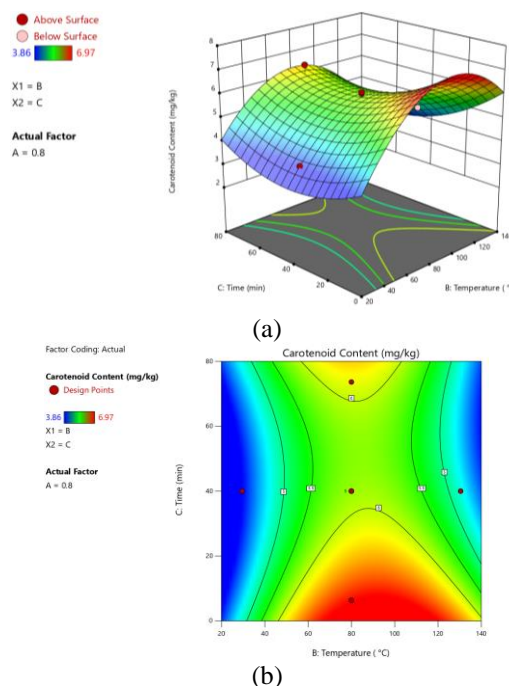 Above Surface
Below Surface
3.86 6.97
X1 = B
X2 = C
Actual Factor
A = 0.8
Carotenoid Content (mg/kg)
8
7
6
5
4
3
2
80
60
40
20
0
C: Time (min)
20
40
60
80
100
120
B: Temperature ( °
(a)
Factor Coding: Actual
Carotenoid Content (mg/kg)
Design Points
3.86 6.97
X1 = B
X2 = C
Actual Factor
A = 0.8
Carotenoid Content (mg/kg)
C: Time (min)
80
60
40
20
0
20 40 60 80 100 120 140
B: Temperature ( °C)
(b)